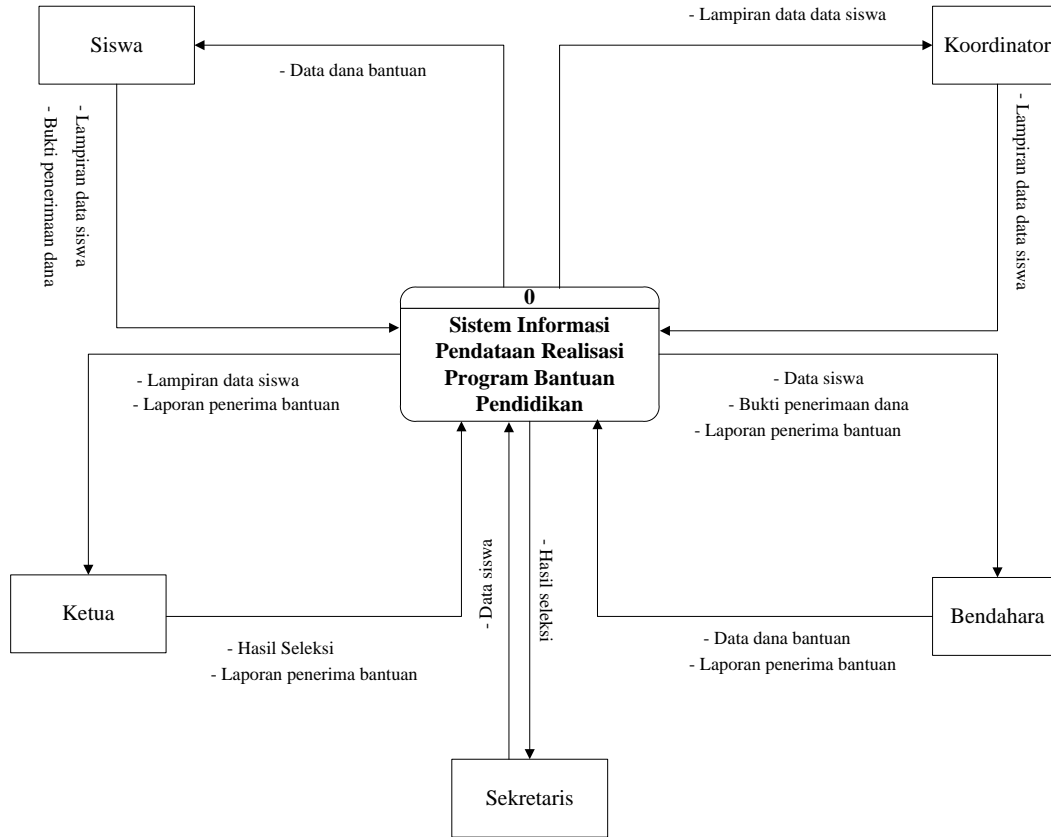 - Lampiran data data siswa
Siswa
Koordinator
- Data dana bantuan
- Lampiran data siswa
- Bukti penerimaan dana
- Lampiran data data siswa
0
Sistem Informasi
Pendataan Realisasi
Program Bantuan
Pendidikan
- Lampiran data siswa
- Laporan penerima bantuan
- Data siswa
- Bukti penerimaan dana
- Laporan penerima bantuan
- Data siswa
- Hasil seleksi
Ketua
Bendahara
- Hasil Seleksi
- Laporan penerima bantuan
- Data dana bantuan
- Laporan penerima bantuan
Sekretaris